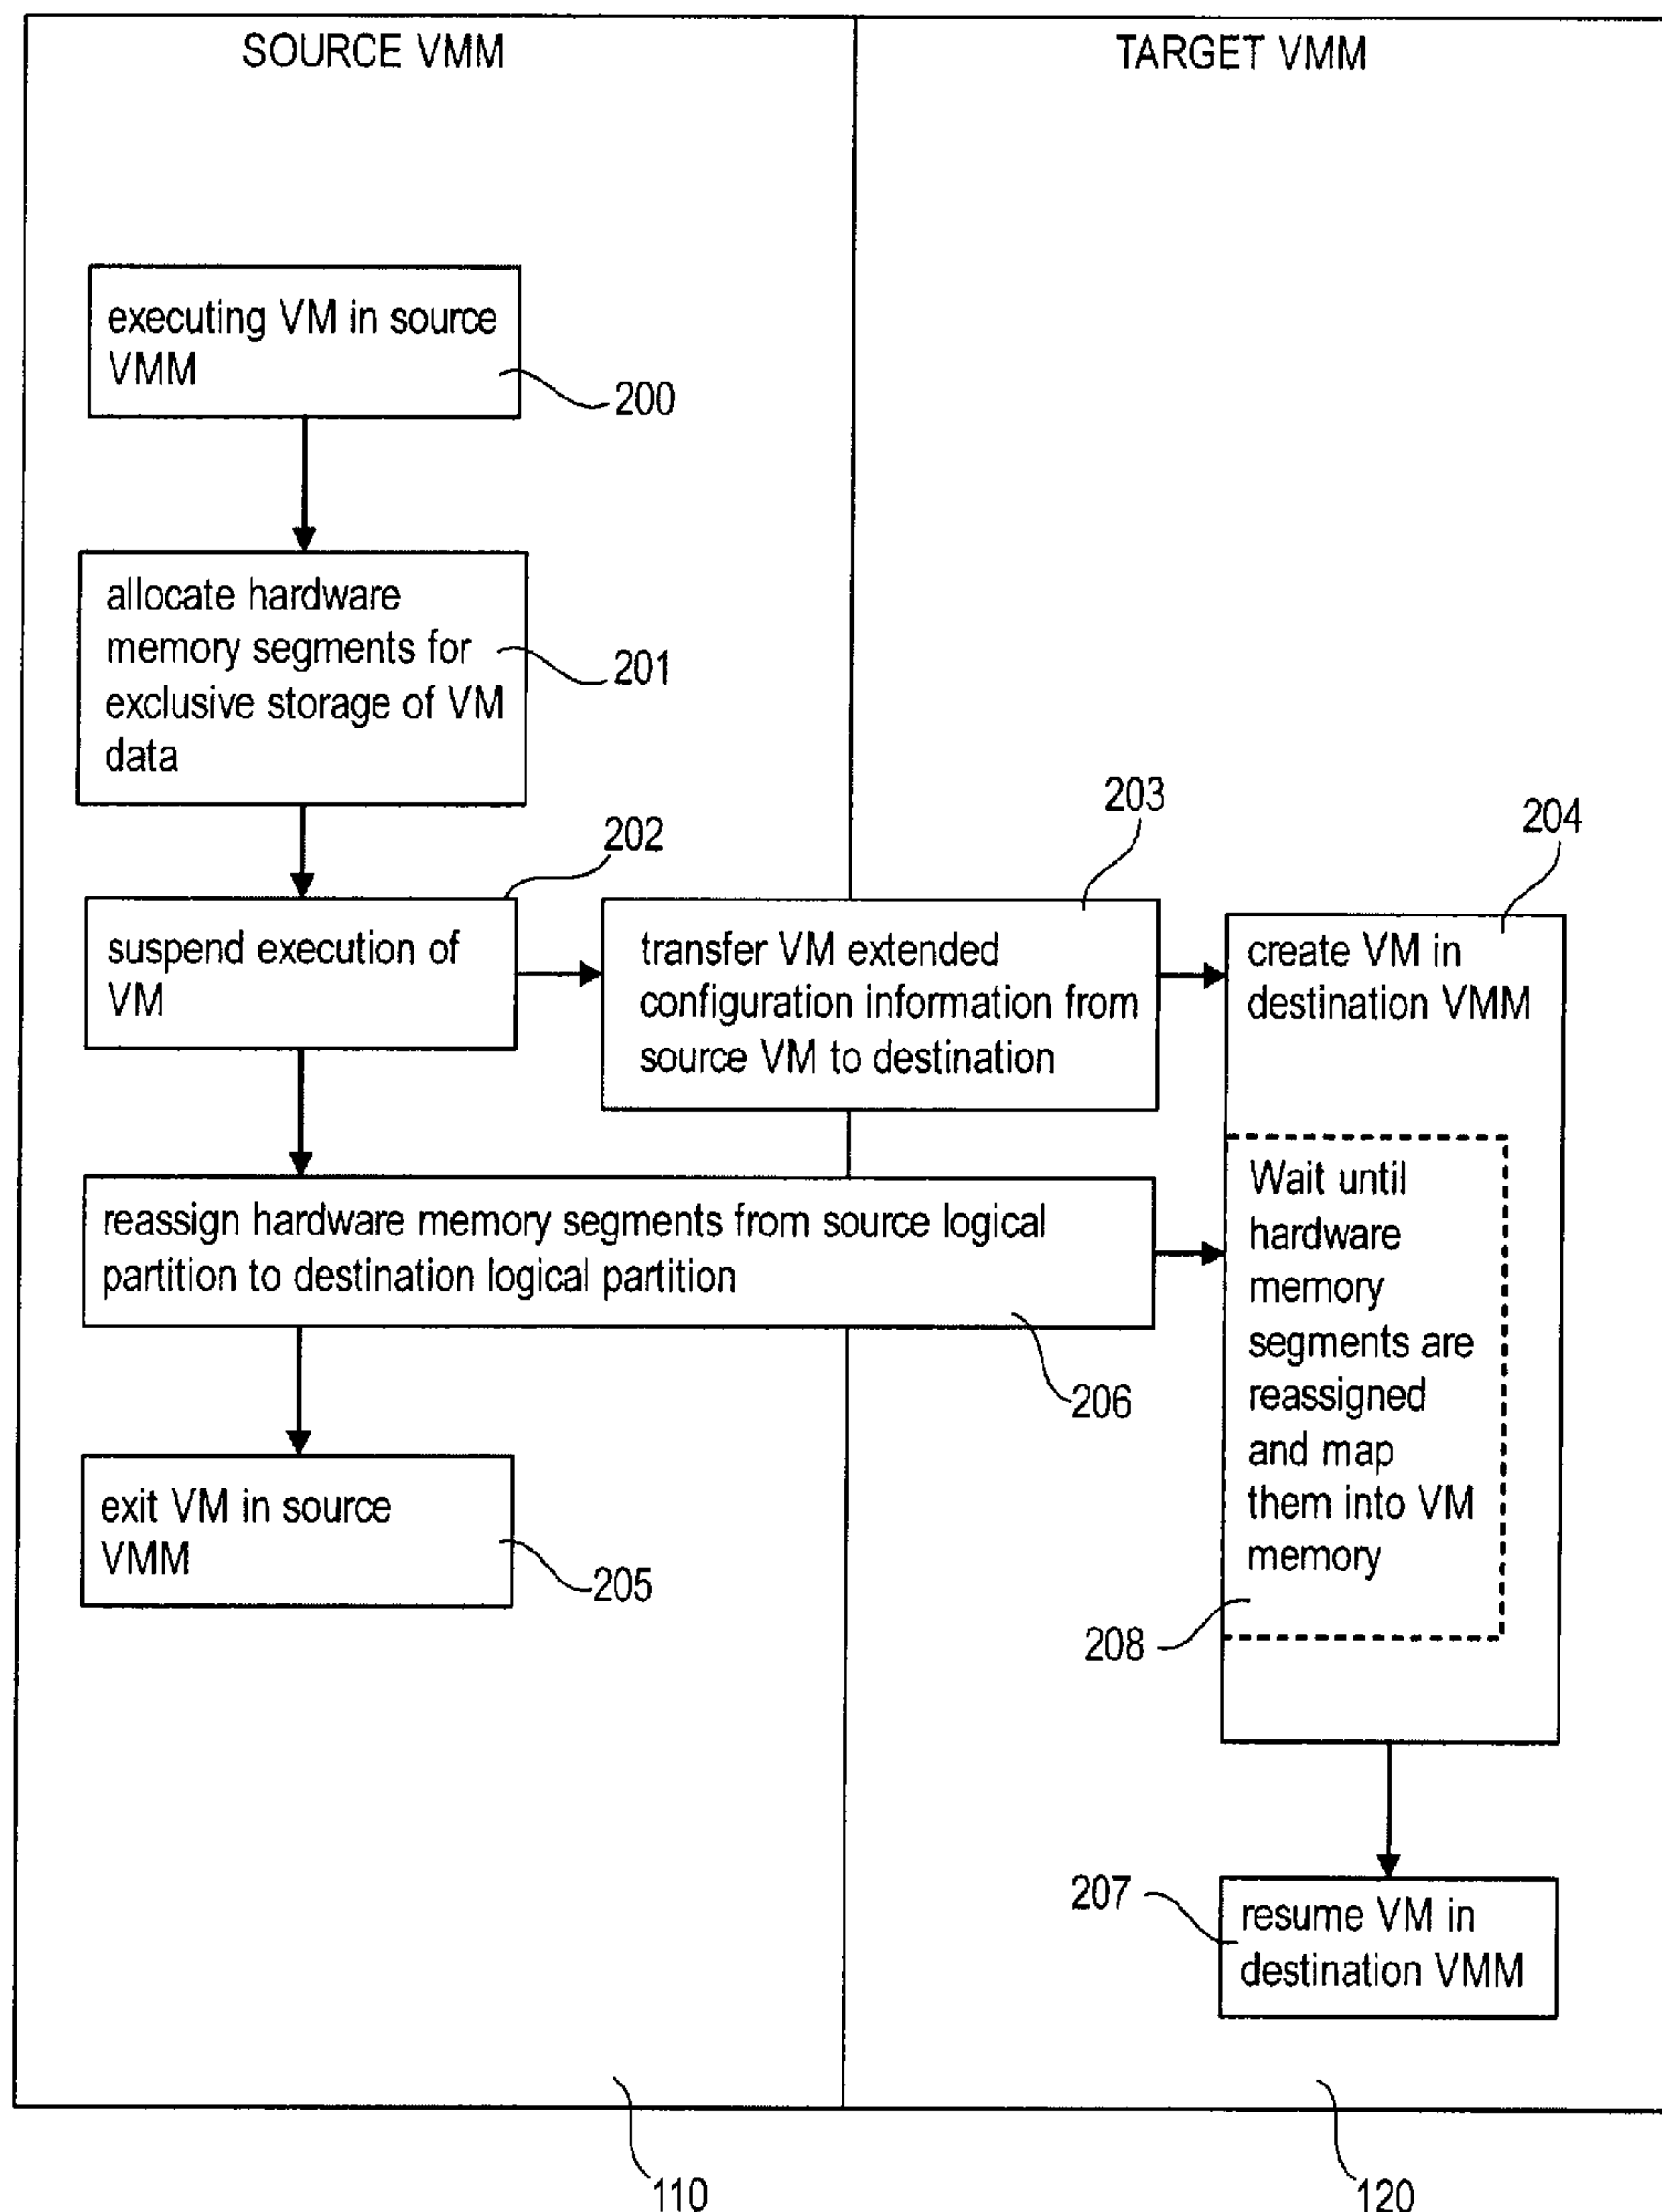 SOURCE VMM
TARGET VMM
executing VM in source
VMM
200
allocate hardware
memory segments for
exclusive storage of VM
data
201
202
suspend execution of
VM
203
transfer VM extended
configuration information from
source VM to destination
204
create VM in
destination VMM
reassign hardware memory segments from source logical
partition to destination logical partition
206
Wait until
hardware
memory
segments are
reassigned
and map
them into VM
memory
208
exit VM in source
VMM
205
207
resume VM in
destination VMM
110
120